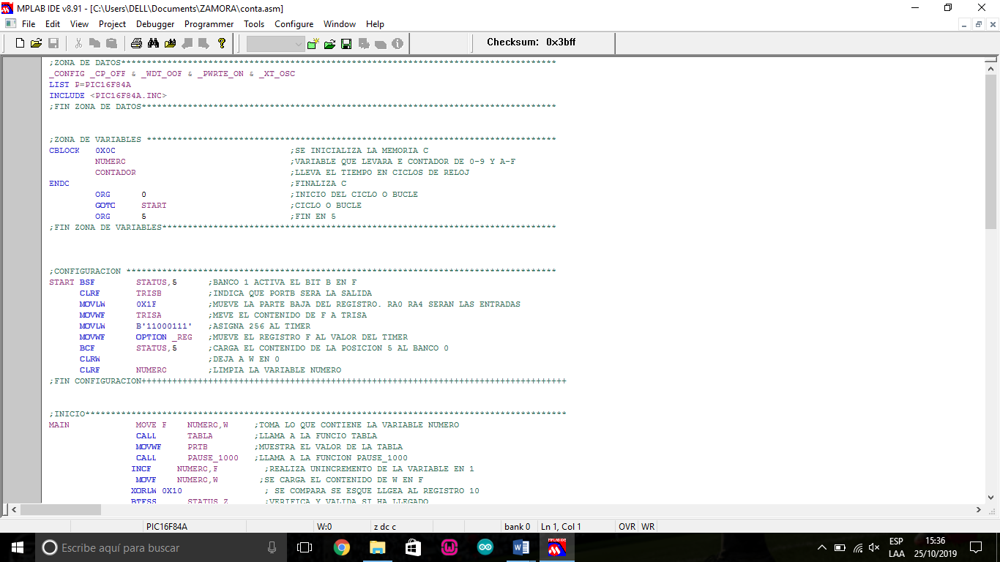 MPLAB IDE v8.91 - [C:\Users\DELL\Documents\ZAMORA\conta.asm]
File Edit View Project Debugger Programmer Tools Configure Window Help
Checksum: 0x3bff
;ZONA DE DATOS*************************************************************************************
_CONFIG _CP_OFF & _WDT_OOF & _PWRTE_ON & _XT_OSC
LIST P=PIC16F84A
INCLUDE <PIC16F84A.INC>
;FIN ZONA DE DATOS*********************************************************************************
;ZONA DE VARIABLES ********************************************************************************
CBLOCK 0X0C ;SE INICIALIZA LA MEMORIA C
NUMERO ;VARIABLE QUE LEVARA E CONTADOR DE 0-9 Y A-F
CONTADOR ;LLEVA EL TIEMPO EN CICLOS DE RELOJ
ENDC ;FINALIZA C
ORG 0 ;INICIO DEL CICLO O BUCLE
GOTO START ;CICLO O BUCLE
ORG 5 ;FIN EN 5
;FIN ZONA DE VARIABLES*****************************************************************************
;CONFIGURACION ************************************************************************************
START BSF STATUS,5 ;BANCO 1 ACTIVA EL BIT B EN F
CLRF TRISB ;INDICA QUE PORTB SERA LA SALIDA
MOVLW 0X1F ;MUEVE LA PARTE BAJA DEL REGISTRO. RA0 RA4 SERAN LAS ENTRADAS
MOVWF TRISA ;MEVE EL CONTENIDO DE F A TRISA
MOVLW B'11000111' ;ASIGNA 256 AL TIMER
MOVWF OPTION _REG ;MUEVE EL REGISTRO F AL VALOR DEL TIMER
BCF STATUS,5 ;CARGA EL CONTENIDO DE LA POSICION 5 AL BANCO 0
CLRW ;DEJA A W EN 0
CLRF NUMERO ;LIMPIA LA VARIABLE NUMERO
;FIN CONFIGURACION+++++++++++++++++++++++++++++++++++++++++++++++++++++++++++++++++++++++++++++++++++
;INICIO**********************************************************************************************
MAIN MOVE F NUMERO,W ;TOMA LO QUE CONTIENE LA VARIABLE NUMERO
CALL TABLA ;LLAMA A LA FUNCIO TABLA
MOVWF PRTB ;MUESTRA EL VALOR DE LA TABLA
CALL PAUSE_1000 ;LLAMA A LA FUNCION PAUSE_1000
INCF NUMERO,F ;REALIZA UNINCREMENTO DE LA VARIABLE EN 1
MOVF NUMERO,W ;SE CARGA EL CONTENIDO DE W EN F
XORLW 0X10 ; SE COMPARA SE ESQUE LLGEA AL REGISTRO 10
BTFSS STATUS,Z ;VERIFICA Y VALIDA SI HA LLEGADO
PIC16F84A W:0 z dc c bank 0 Ln 1, Col 1 OVR WR
Escribe aquí para buscar
ESP 15:36
LAA 25/10/2019